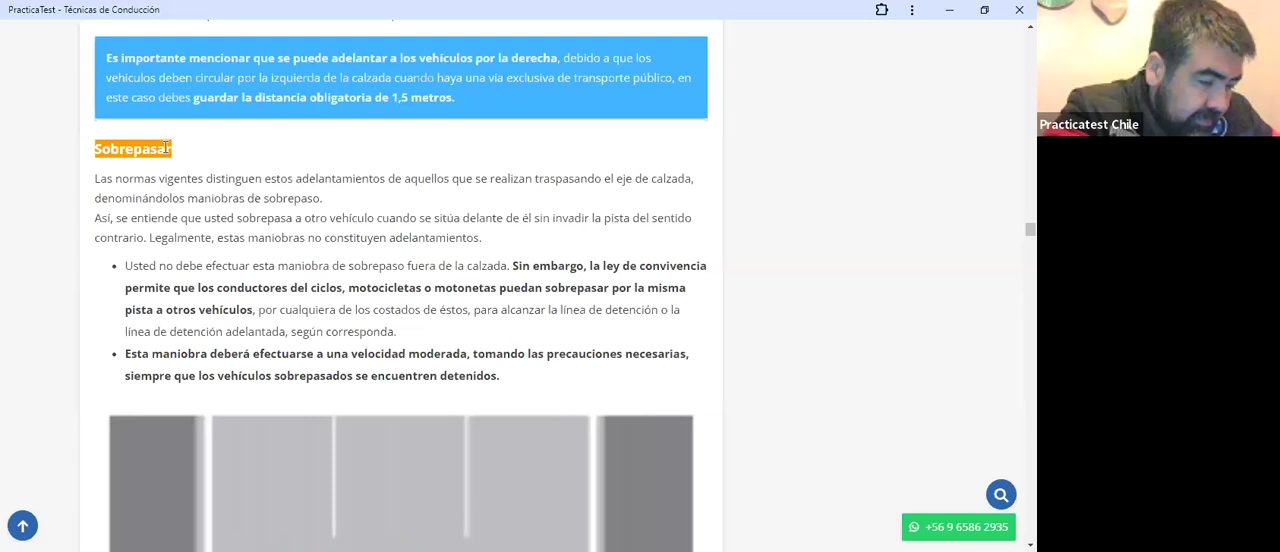 PracticaTest - Técnicas de Conducción
Es importante mencionar que se puede adelantar a los vehículos por la derecha, debido a que los
vehículos deben circular por la izquierda de la calzada cuando haya una vía exclusiva de transporte público, en
este caso debes guardar la distancia obligatoria de 1,5 metros.
Sobrepasar
Las normas vigentes distinguen estos adelantamientos de aquellos que se realizan traspasando el eje de calzada,
denominándolos maniobras de sobrepaso.
Así, se entiende que usted sobrepasa a otro vehículo cuando se sitúa delante de él sin invadir la pista del sentido
contrario. Legalmente, estas maniobras no constituyen adelantamientos.
• Usted no debe efectuar esta maniobra de sobrepaso fuera de la calzada. Sin embargo, la ley de convivencia
permite que los conductores del ciclos, motocicletas o motonetas puedan sobrepasar por la misma
pista a otros vehículos, por cualquiera de los costados de éstos, para alcanzar la línea de detención o la
línea de detención adelantada, según corresponda.
• Esta maniobra deberá efectuarse a una velocidad moderada, tomando las precauciones necesarias,
siempre que los vehículos sobrepasados se encuentren detenidos.
+56 9 6586 2935
Practicatest Chile